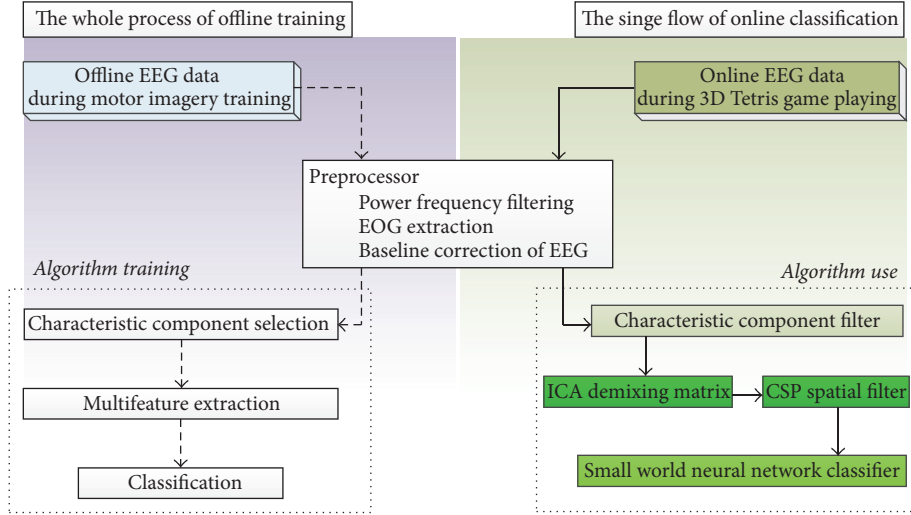 The whole process of offline training
The singe flow of online classification
Offline EEG data
during motor imagery training
Online EEG data
during 3D Tetris game playing
Preprocessor
Power frequency filtering
EOG extraction
Baseline correction of EEG
Algorithm training
Characteristic component selection
Multifeature extraction
Classification
Algorithm use
Characteristic component filter
ICA demixing matrix
CSP spatial filter
Small world neural network classifier